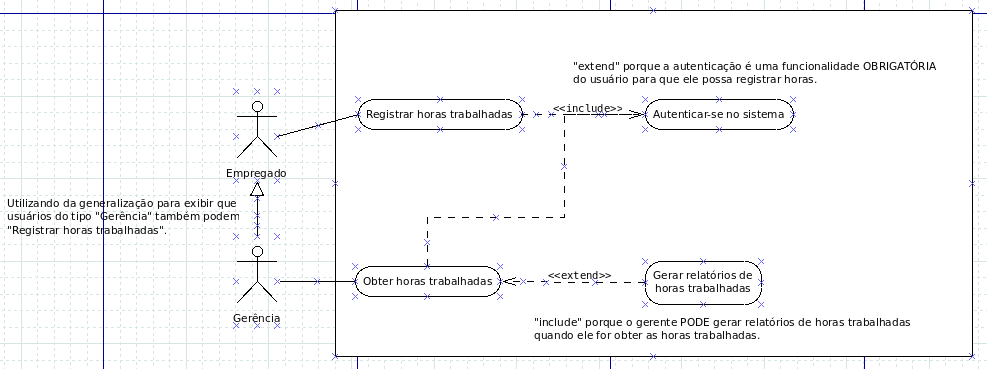 "extend" porque a autenticação é uma funcionalidade OBRIGATÓRIA
do usuário para que ele possa registrar horas.
<<include>>
Registrar horas trabalhadas
Autenticar-se no sistema
Empregado
Utilizando da generalização para exibir que
usuários do tipo "Gerência" também podem
"Registrar horas trabalhadas".
<<extend>>
Obter horas trabalhadas
Gerar relatórios de
horas trabalhadas
Gerência
"include" porque o gerente PODE gerar relatórios de horas trabalhadas
quando ele for obter as horas trabalhadas.